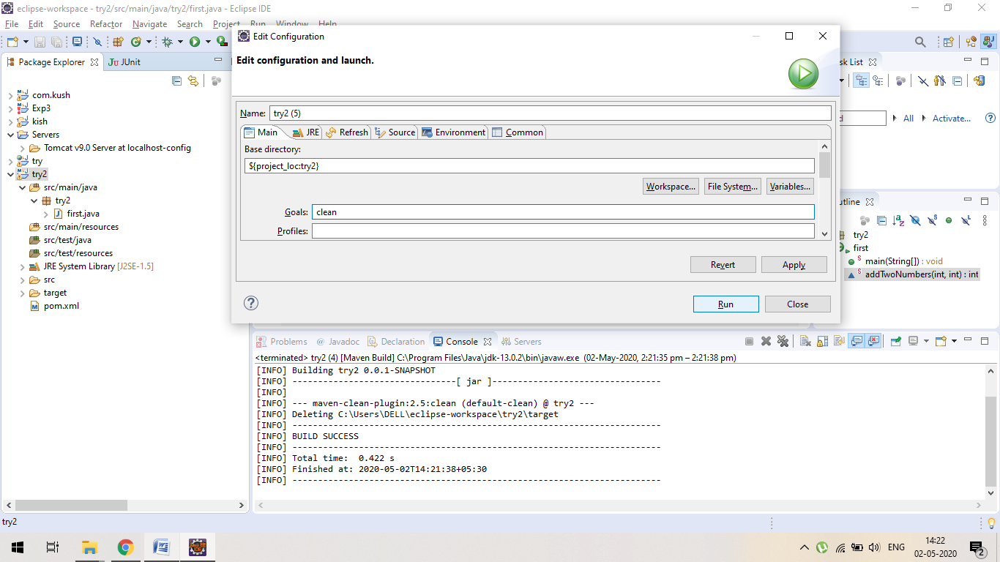 eclipse-workspace - try2/src/main/java/try2/first.java - Eclipse IDE
File Edit Source Refactor Navigate Search Project Run Window Help
Package Explorer
JUnit
com.kush
Exp3
kish
Servers
Tomcat v9.0 Server at localhost-config
try
try2
src/main/java
try2
first.java
src/main/resources
src/test/java
src/test/resources
JRE System Library [J2SE-1.5]
src
target
pom.xml
Edit Configuration
Edit configuration and launch.
Name: try2 (5)
Main JRE Refresh Source Environment Common
Base directory:
${project_loc:try2}
Workspace... File System... Variables...
Goals: clean
Profiles:
Revert Apply
Run Close
sk List
d All Activate...
utline
try2
first
main(String[]) : void
addTwoNumbers(int, int) : int
Problems @ Javadoc Declaration Console Servers
<terminated> try2 (4) [Maven Build] C:\Program Files\Java\jdk-13.0.2\bin\javaw.exe (02-May-2020, 2:21:35 pm – 2:21:38 pm)
[INFO] Building try2 0.0.1-SNAPSHOT
[INFO] --------------------------------[ jar ]---------------------------------
[INFO]
[INFO] --- maven-clean-plugin:2.5:clean (default-clean) @ try2 ---
[INFO] Deleting C:\Users\DELL\eclipse-workspace\try2\target
[INFO] ------------------------------------------------------------------------
[INFO] BUILD SUCCESS
[INFO] ------------------------------------------------------------------------
[INFO] Total time:  0.422 s
[INFO] Finished at: 2020-05-02T14:21:38+05:30
[INFO] ------------------------------------------------------------------------
try2
ENG
14:22
02-05-2020
2